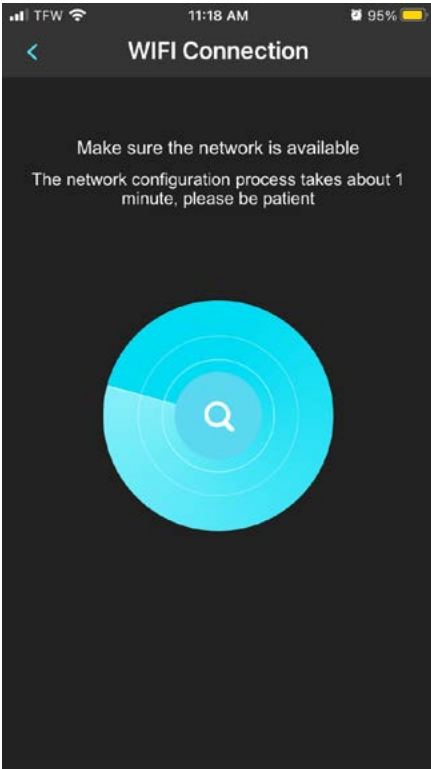 TFW 11:18 AM 95%
WIFI Connection
Make sure the network is available
The network configuration process takes about 1
minute, please be patient